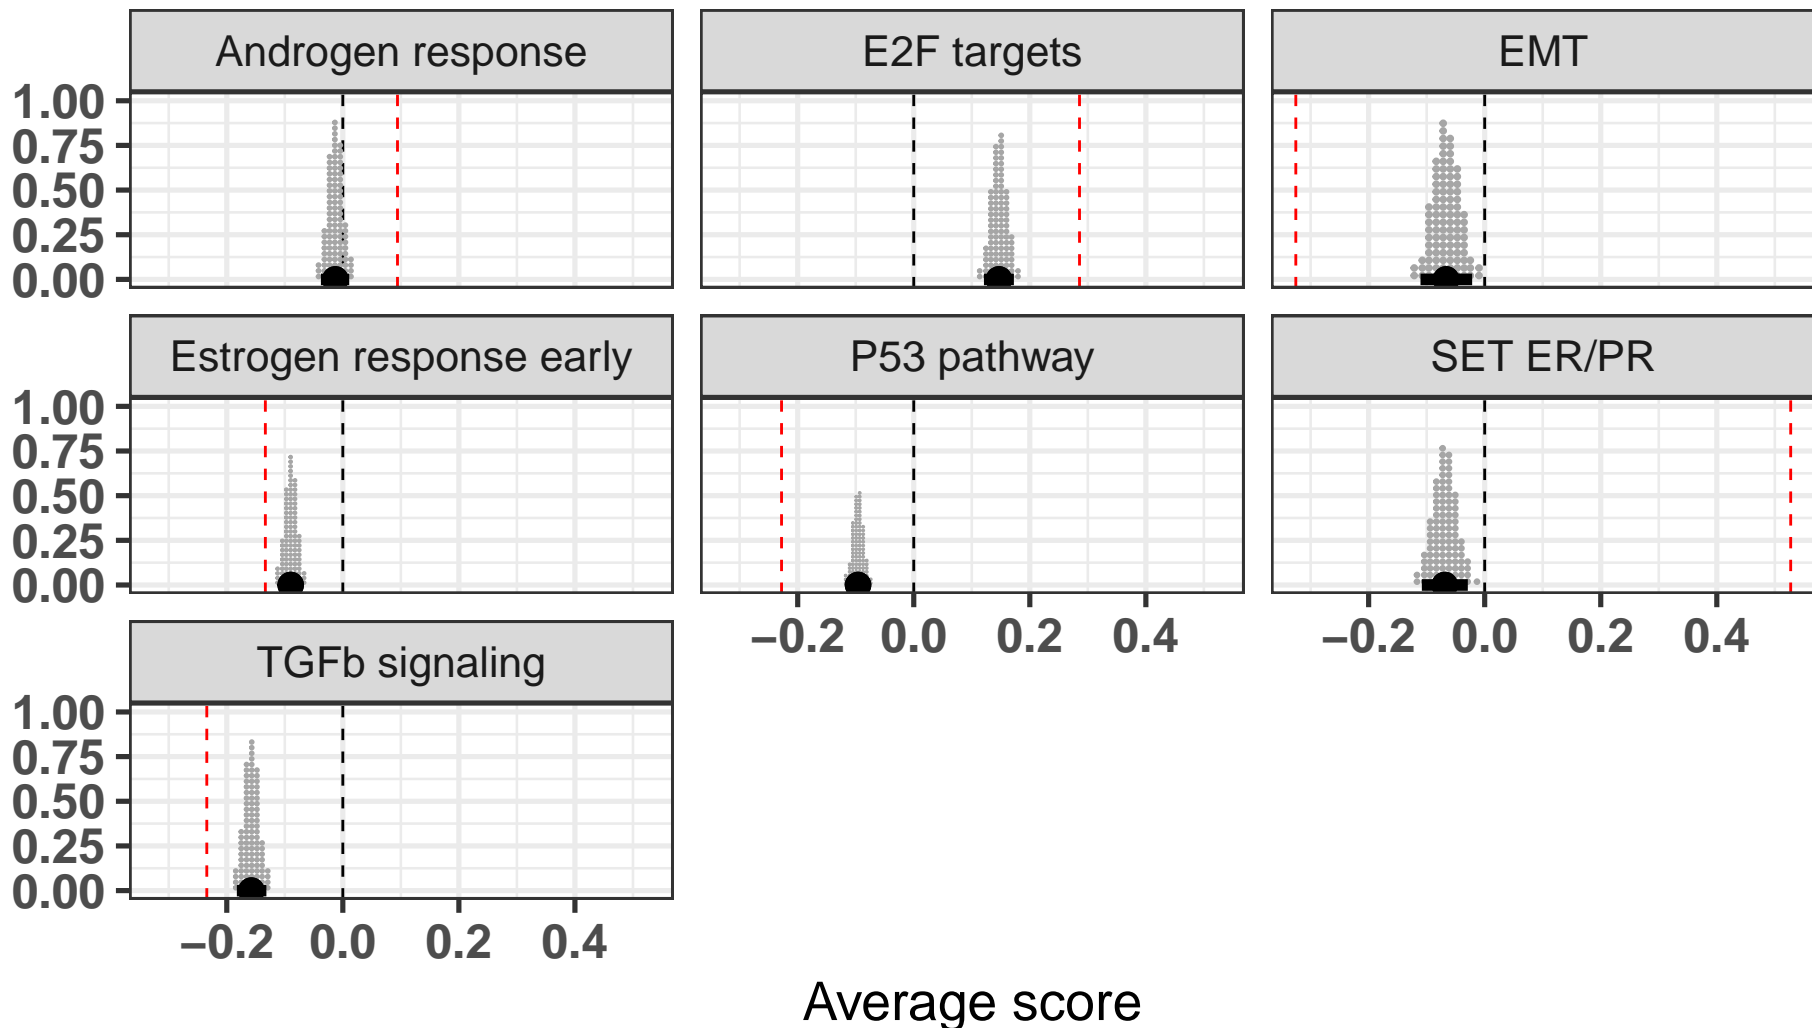 Androgen response E2F targets EMT
1.00
0.75
0.50
0.25
0.00
Estrogen response early P53 pathway SET ER/PR
1.00
0.75
0.50
0.25
0.00
−0.2 0.0 0.2 0.4 −0.2 0.0 0.2 0.4
TGFb signaling
1.00
0.75
0.50
0.25
0.00
−0.2 0.0 0.2 0.4
Average score